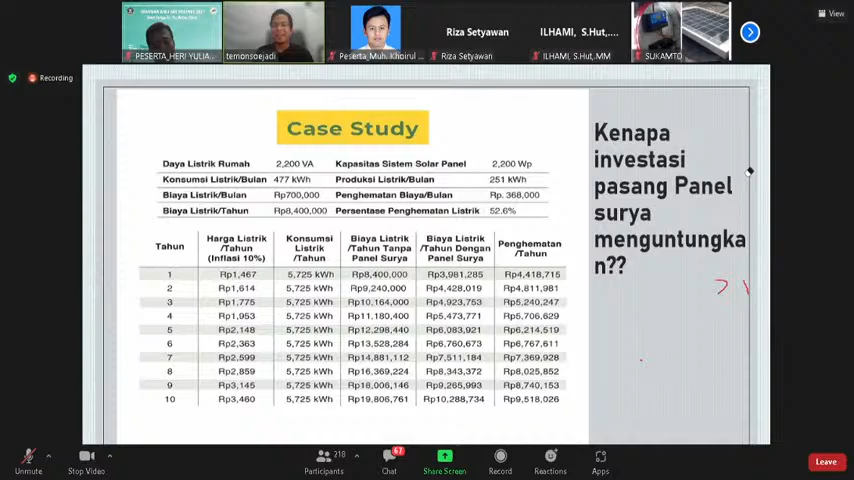 View
Riza Setyawan
ILHAMI, S.Hut,...
PESERTA_HERI YULIA...
temonsoejadi
Peserta_Muh. Khoirul ...
Riza Setyawan
ILHAMI, S.Hut,MM
SUKAMTO
Recording
Case Study
Daya Listrik Rumah 2,200 VA Kapasitas Sistem Solar Panel 2,200 Wp
Konsumsi Listrik/Bulan 477 kWh Produksi Listrik/Bulan 251 kWh
Biaya Listrik/Bulan Rp700,000 Penghematan Biaya/Bulan Rp. 368,000
Biaya Listrik/Tahun Rp8,400,000 Persentase Penghematan Listrik 52.6%
Tahun Harga Listrik /Tahun (Inflasi 10%) Konsumsi Listrik /Tahun Biaya Listrik /Tahun Tanpa Panel Surya Biaya Listrik /Tahun Dengan Panel Surya Penghematan /Tahun
1 Rp1,467 5,725 kWh Rp8,400,000 Rp3,981,285 Rp4,418,715
2 Rp1,614 5,725 kWh Rp9,240,000 Rp4,428,019 Rp4,811,981
3 Rp1,775 5,725 kWh Rp10,164,000 Rp4,923,753 Rp5,240,247
4 Rp1,953 5,725 kWh Rp11,180,400 Rp5,473,771 Rp5,706,629
5 Rp2,148 5,725 kWh Rp12,298,440 Rp6,083,921 Rp6,214,519
6 Rp2,363 5,725 kWh Rp13,528,284 Rp6,760,673 Rp6,767,611
7 Rp2,599 5,725 kWh Rp14,881,112 Rp7,511,184 Rp7,369,928
8 Rp2,859 5,725 kWh Rp16,369,224 Rp8,343,372 Rp8,025,852
9 Rp3,145 5,725 kWh Rp18,006,146 Rp9,265,993 Rp8,740,153
10 Rp3,460 5,725 kWh Rp19,806,761 Rp10,288,734 Rp9,518,026
Kenapa
investasi
pasang Panel
surya
menguntungka
n??
Unmute
Stop Video
218
Participants
67
Chat
Share Screen
Record
Reactions
Apps
Leave